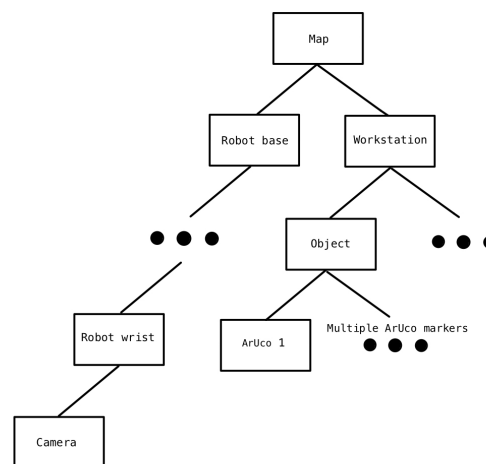 Map
Robot base
Workstation
Object
Robot wrist
ArUco 1
Multiple ArUco markers
Camera